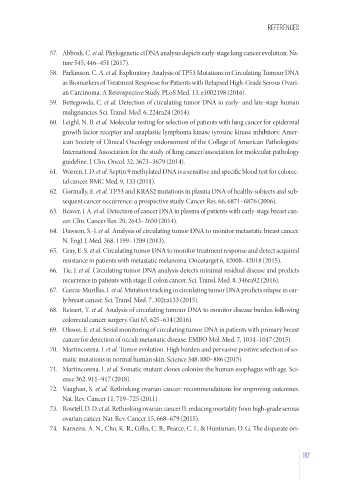 REFERENCES
57. Abbosh, C. et al. Phylogenetic ctDNA analysis depicts early-stage lung cancer evolution. Na-
ture 545, 446–451 (2017).
58. Parkinson, C. A. et al. Exploratory Analysis of TP53 Mutations in Circulating Tumour DNA
as Biomarkers of Treatment Response for Patients with Relapsed High-Grade Serous Ovari-
an Carcinoma: A Retrospective Study. PLoS Med. 13, e1002198 (2016).
59. Bettegowda, C. et al. Detection of circulating tumor DNA in early- and late-stage human
malignancies. Sci. Transl. Med. 6, 224ra24 (2014).
60. Leighl, N. B. et al. Molecular testing for selection of patients with lung cancer for epidermal
growth factor receptor and anaplastic lymphoma kinase tyrosine kinase inhibitors: Amer-
ican Society of Clinical Oncology endorsement of the College of American Pathologists/
International Association for the study of lung cancer/association for molecular pathology
guideline. J. Clin. Oncol. 32, 3673–3679 (2014).
61. Warren, J. D. et al. Septin 9 methylated DNA is a sensitive and specific blood test for colorec-
tal cancer. BMC Med. 9, 133 (2011).
62. Gormally, E. et al. TP53 and KRAS2 mutations in plasma DNA of healthy subjects and sub-
sequent cancer occurrence: a prospective study. Cancer Res. 66, 6871–6876 (2006).
63. Beaver, J. A. et al. Detection of cancer DNA in plasma of patients with early-stage breast can-
cer. Clin. Cancer Res. 20, 2643–2650 (2014).
64. Dawson, S.-J. et al. Analysis of circulating tumor DNA to monitor metastatic breast cancer.
N. Engl. J. Med. 368, 1199–1209 (2013).
65. Gray, E. S. et al. Circulating tumor DNA to monitor treatment response and detect acquired
resistance in patients with metastatic melanoma. Oncotarget 6, 42008–42018 (2015).
66. Tie, J. et al. Circulating tumor DNA analysis detects minimal residual disease and predicts
recurrence in patients with stage II colon cancer. Sci. Transl. Med. 8, 346ra92 (2016).
67. Garcia-Murillas, I. et al. Mutation tracking in circulating tumor DNA predicts relapse in ear-
ly breast cancer. Sci. Transl. Med. 7, 302ra133 (2015).
68. Reinert, T. et al. Analysis of circulating tumour DNA to monitor disease burden following
colorectal cancer surgery. Gut 65, 625–634 (2016).
69. Olsson, E. et al. Serial monitoring of circulating tumor DNA in patients with primary breast
cancer for detection of occult metastatic disease. EMBO Mol. Med. 7, 1034–1047 (2015).
70. Martincorena, I. et al. Tumor evolution. High burden and pervasive positive selection of so-
matic mutations in normal human skin. Science 348, 880–886 (2015).
71. Martincorena, I. et al. Somatic mutant clones colonize the human esophagus with age. Sci-
ence 362, 911–917 (2018).
72. Vaughan, S. et al. Rethinking ovarian cancer: recommendations for improving outcomes.
Nat. Rev. Cancer 11, 719–725 (2011).
73. Bowtell, D. D. et al. Rethinking ovarian cancer II: reducing mortality from high-grade serous
ovarian cancer. Nat. Rev. Cancer 15, 668–679 (2015).
74. Karnezis, A. N., Cho, K. R., Gilks, C. B., Pearce, C. L. & Huntsman, D. G. The disparate ori-
197